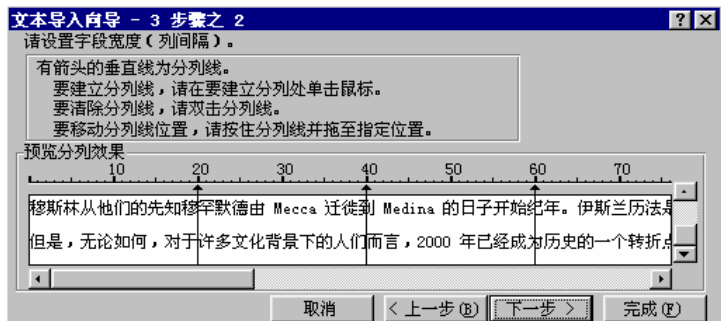 文本导入向导 - 3 步骤之 2
请设置字段宽度(列间隔)。
有箭头的垂直线为分列线。
要建立分列线,请在要建立分列处单击鼠标。
要清除分列线,请双击分列线。
要移动分列线位置,请按住分列线并拖至指定位置。
预览分列效果
10 20 30 40 50 60 70
穆斯林从他们的先知穆罕默德由 Mecca 迁徙到 Medina 的日子开始纪年。伊斯兰历法是
但是,无论如何,对于许多文化背景下的人们而言,2000 年已经成为历史的一个转折点
取消 < 上一步(B) 下一步 > 完成(F)